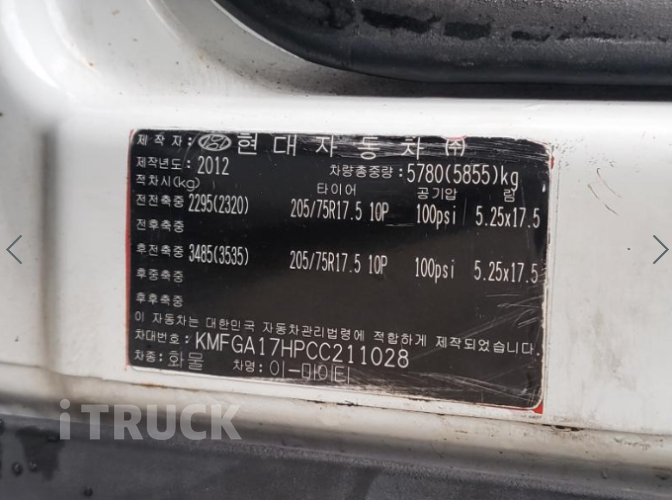 제작자: 현대자동차㈜
제작년도: 2012 차량총중량: 5780(5855)kg
적차시(kg) 타이어 공기압 림
전전축중 2295(2320) 205/75R17.5 10P 100psi 5.25x17.5
전후축중
후전축중 3485(3535) 205/75R17.5 10P 100psi 5.25x17.5
후중축중
후후축중
이 자동차는 대한민국 자동차관리법령에 적합하게 제작되었습니다.
차대번호: KMFGA17HPCC211028
차종: 화물 차명: 이-마이티
iTRUCK